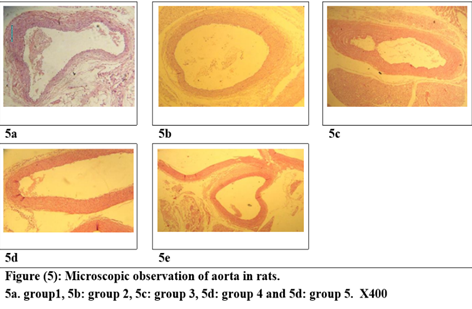 5a 5b 5c
5d 5e
Figure (5): Microscopic observation of aorta in rats.
5a. group1, 5b: group 2, 5c: group 3, 5d: group 4 and 5d: group 5. X400